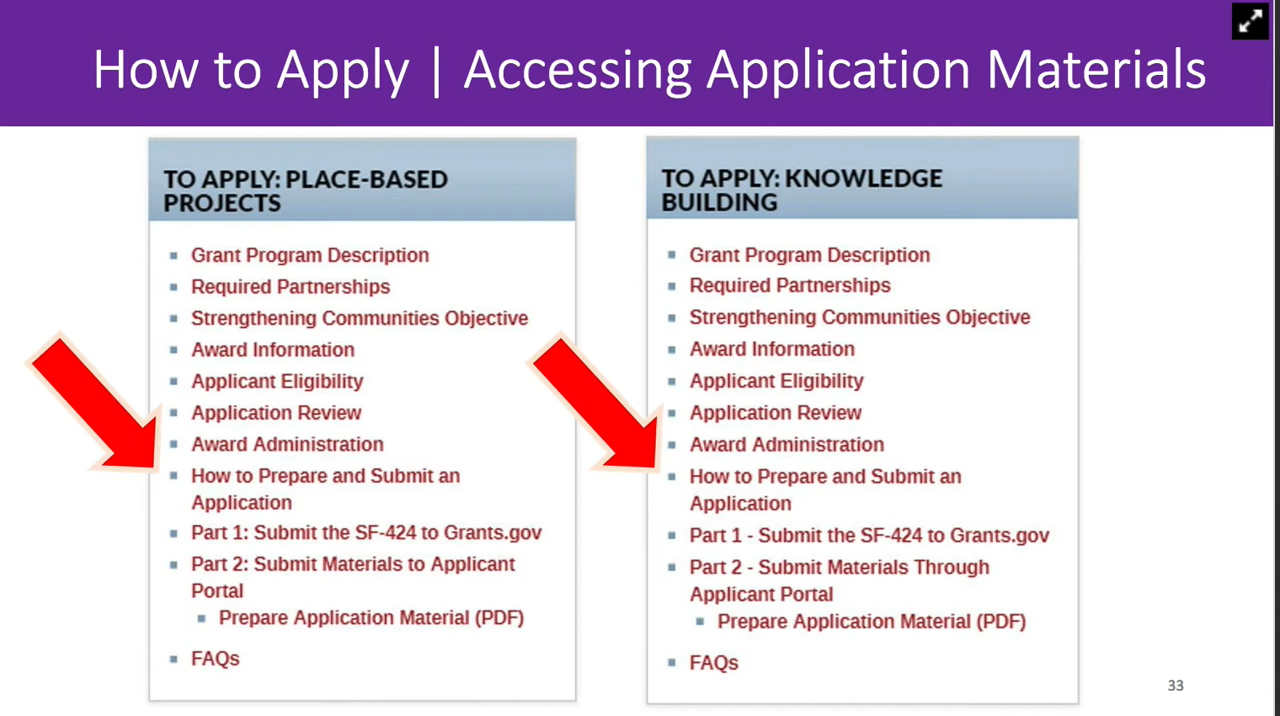 How to Apply | Accessing Application Materials
TO APPLY: PLACE-BASED
PROJECTS
Grant Program Description
Required Partnerships
Strengthening Communities Objective
Award Information
Applicant Eligibility
Application Review
Award Administration
How to Prepare and Submit an
Application
Part 1: Submit the SF-424 to Grants.gov
Part 2: Submit Materials to Applicant
Portal
Prepare Application Material (PDF)
FAQs
TO APPLY: KNOWLEDGE
BUILDING
Grant Program Description
Required Partnerships
Strengthening Communities Objective
Award Information
Applicant Eligibility
Application Review
Award Administration
How to Prepare and Submit an
Application
Part 1 - Submit the SF-424 to Grants.gov
Part 2 - Submit Materials Through
Applicant Portal
Prepare Application Material (PDF)
FAQs
33